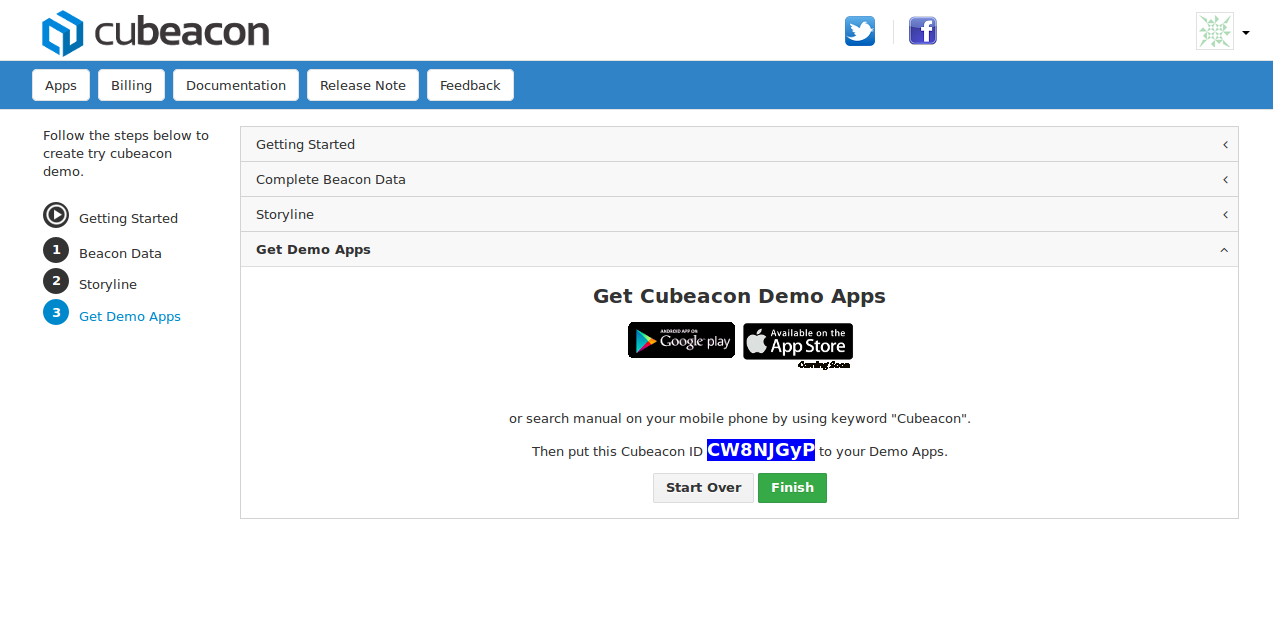 cubeacon
Apps
Billing
Documentation
Release Note
Feedback
Follow the steps below to
create try cubeacon
demo.
Getting Started
1 Beacon Data
2 Storyline
3 Get Demo Apps
Getting Started
Complete Beacon Data
Storyline
Get Demo Apps
Get Cubeacon Demo Apps
ANDROID APP ON
Google play
Available on the
App Store
Coming Soon
or search manual on your mobile phone by using keyword "Cubeacon".
Then put this Cubeacon ID CW8NJGyP to your Demo Apps.
Start Over
Finish